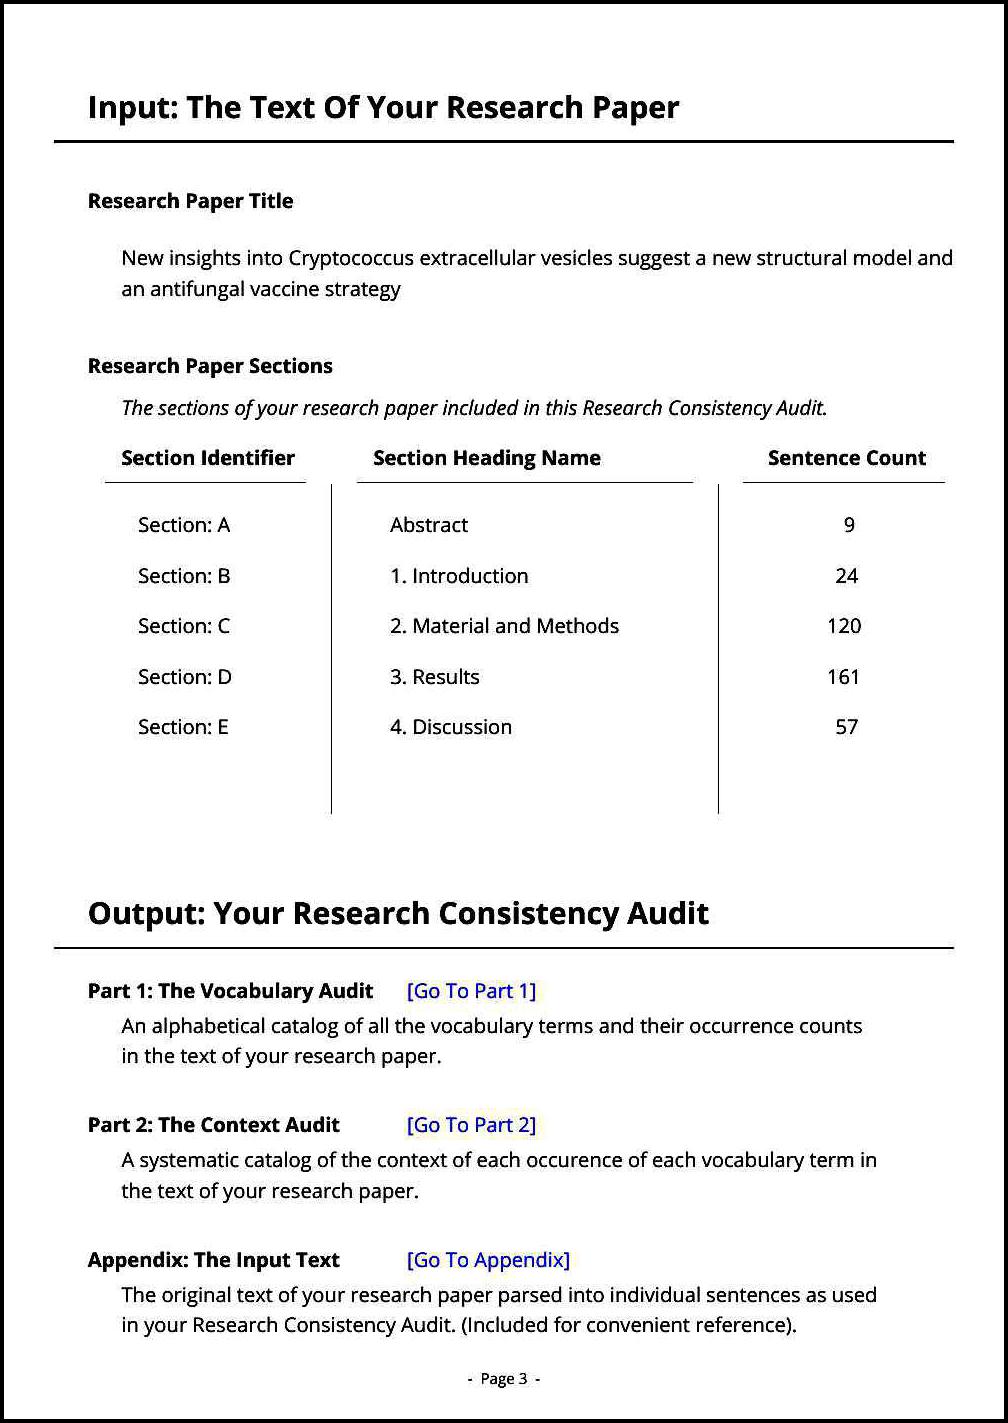 Input: The Text Of Your Research Paper
Research Paper Title
New insights into Cryptococcus extracellular vesicles suggest a new structural model and
an antifungal vaccine strategy
Research Paper Sections
The sections of your research paper included in this Research Consistency Audit.
Section Identifier Section Heading Name Sentence Count
Section: A Abstract 9
Section: B 1. Introduction 24
Section: C 2. Material and Methods 120
Section: D 3. Results 161
Section: E 4. Discussion 57
Output: Your Research Consistency Audit
Part 1: The Vocabulary Audit [Go To Part 1]
An alphabetical catalog of all the vocabulary terms and their occurrence counts
in the text of your research paper.
Part 2: The Context Audit [Go To Part 2]
A systematic catalog of the context of each occurence of each vocabulary term in
the text of your research paper.
Appendix: The Input Text [Go To Appendix]
The original text of your research paper parsed into individual sentences as used
in your Research Consistency Audit. (Included for convenient reference).
- Page 3 -